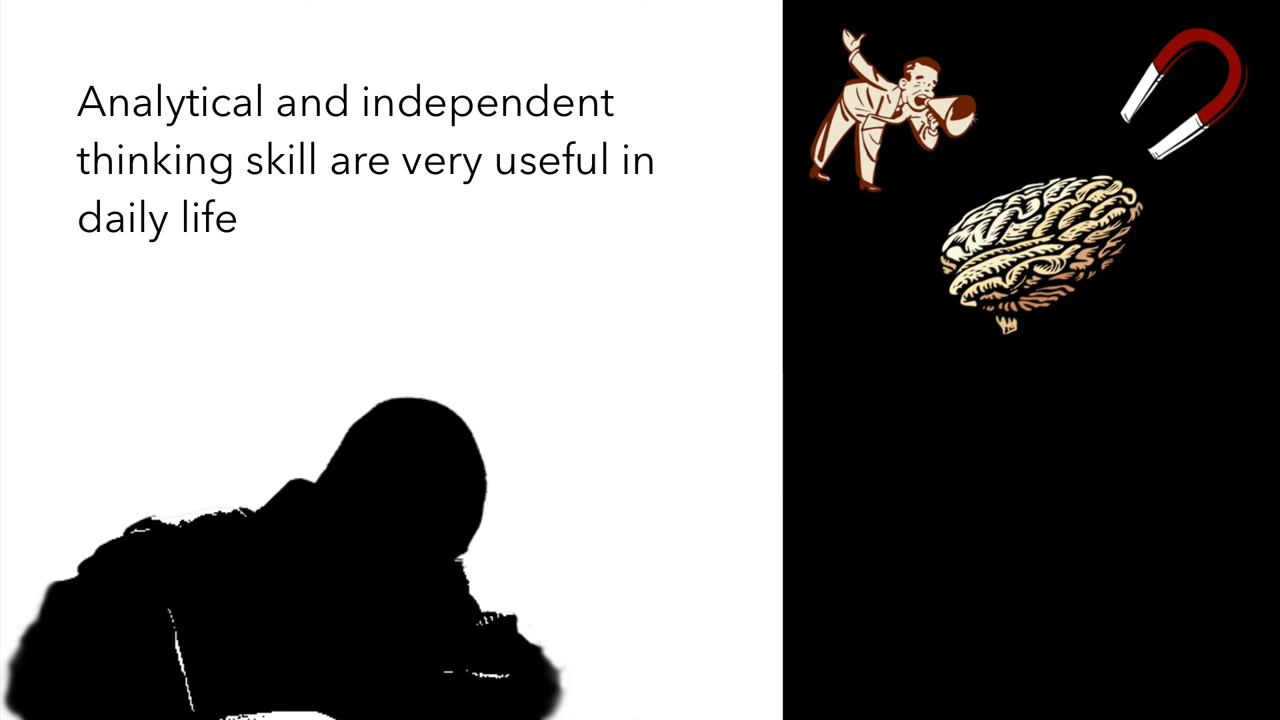 Analytical and independent
thinking skill are very useful in
daily life